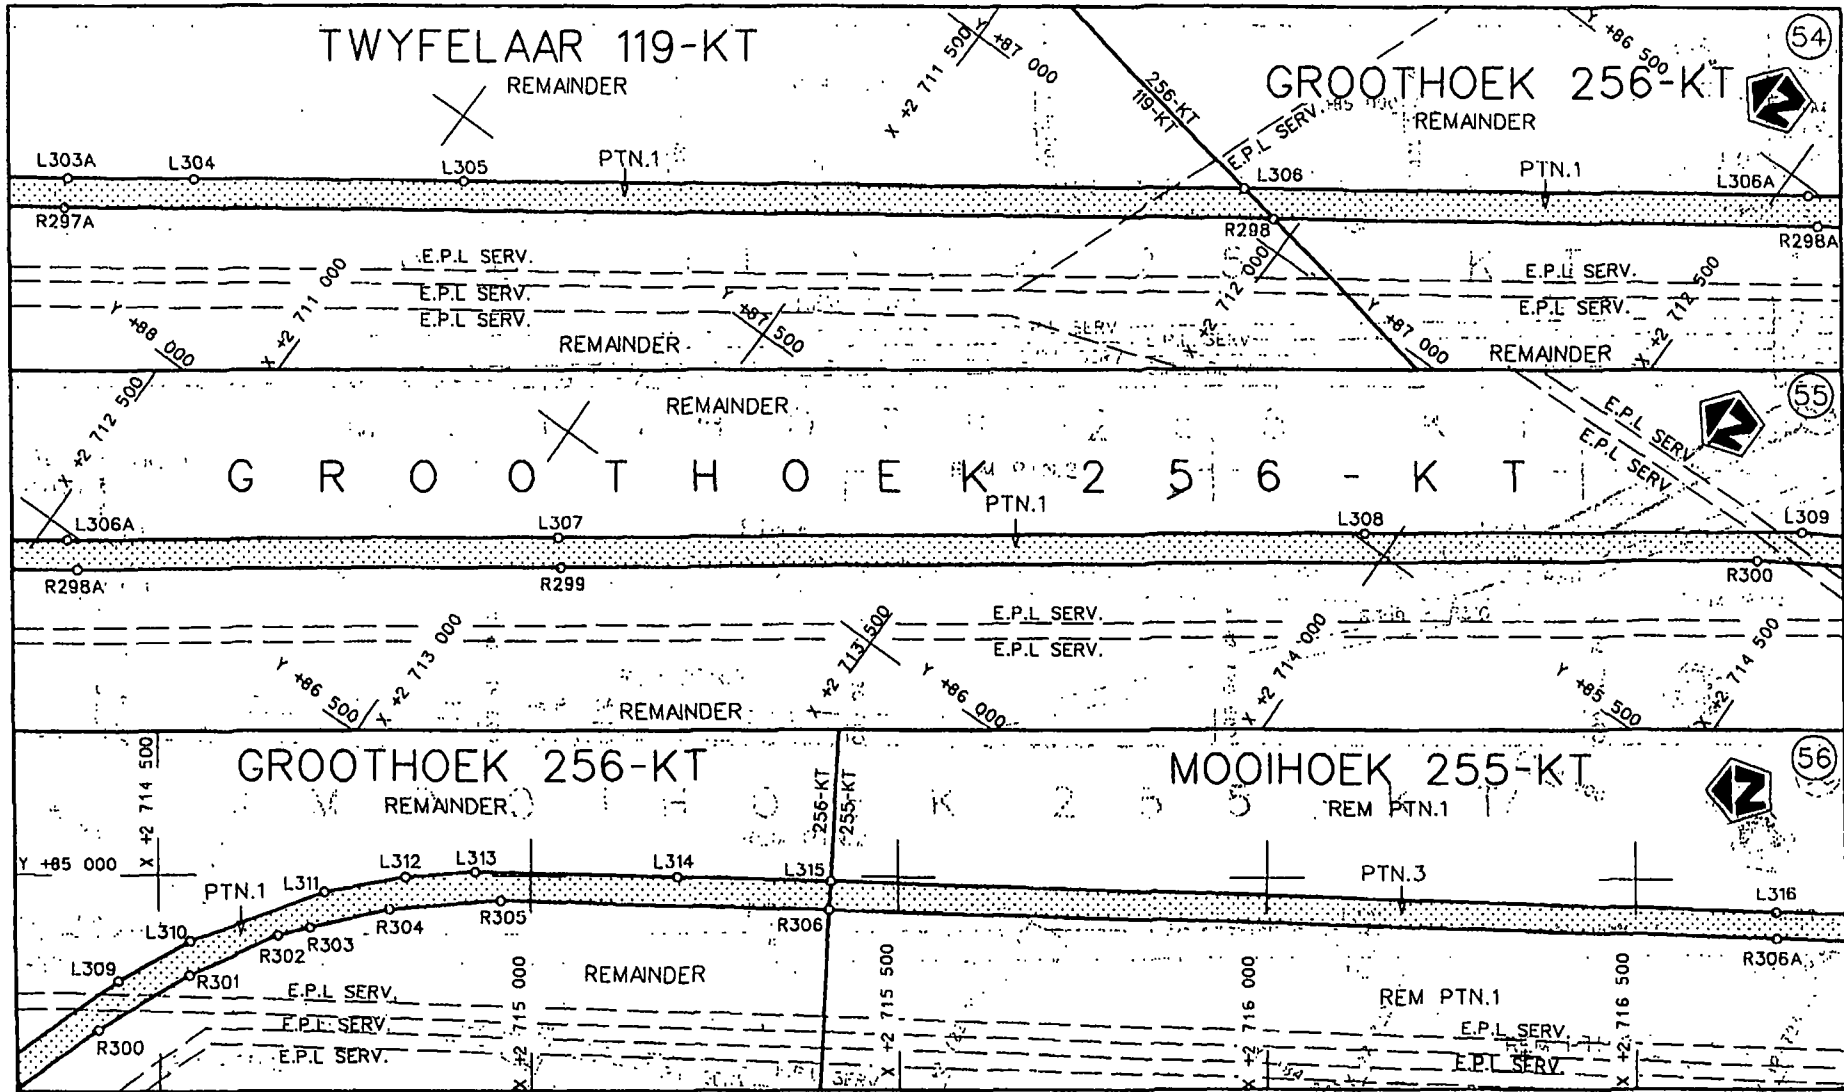 TWYFELAAR 119-KT
REMAINDER
X +2 711 500
Y +87 000
256-KT
119-KT
Y +86 500
GROOTHOEK 256-KT
REMAINDER
54
E.P.L SERV.
L303A
L304
L305
PTN.1
L306
PTN.1
L306A
R297A
R298
R298A
E.P.L SERV.
E.P.L SERV.
E.P.L SERV.
E.P.L SERV.
E.P.L SERV.
Y +88 000
X +2 711 000
Y +87 500
X +2 712 000
Y +87 000
X +2 712 500
REMAINDER
REMAINDER
X +2 712 500
REMAINDER
55
E.P.L SERV
E.P.L SERV
GROOTHOEK 256-KT
PTN.1
L306A
L307
L308
L309
R298A
R299
R300
E.P.L SERV.
E.P.L SERV.
Y +86 500
X +2 713 000
X +2 713 500
Y +86 000
X +2 714 000
Y +85 500
X +2 714 500
REMAINDER
X +2 714 500
GROOTHOEK 256-KT
REMAINDER
256-KT
255-KT
MOOIHOEK 255-KT
REM PTN.1
56
Y +85 000
PTN.1
L309
L310
L311
L312
L313
L314
L315
PTN.3
L316
R300
R301
R302
R303
R304
R305
R306
R306A
REMAINDER
REM PTN.1
E.P.L SERV.
E.P.L SERV.
E.P.L SERV.
X +2 715 000
X +2 715 500
X +2 716 000
X +2 716 500
E.P.L SERV.
E.P.L SERV.